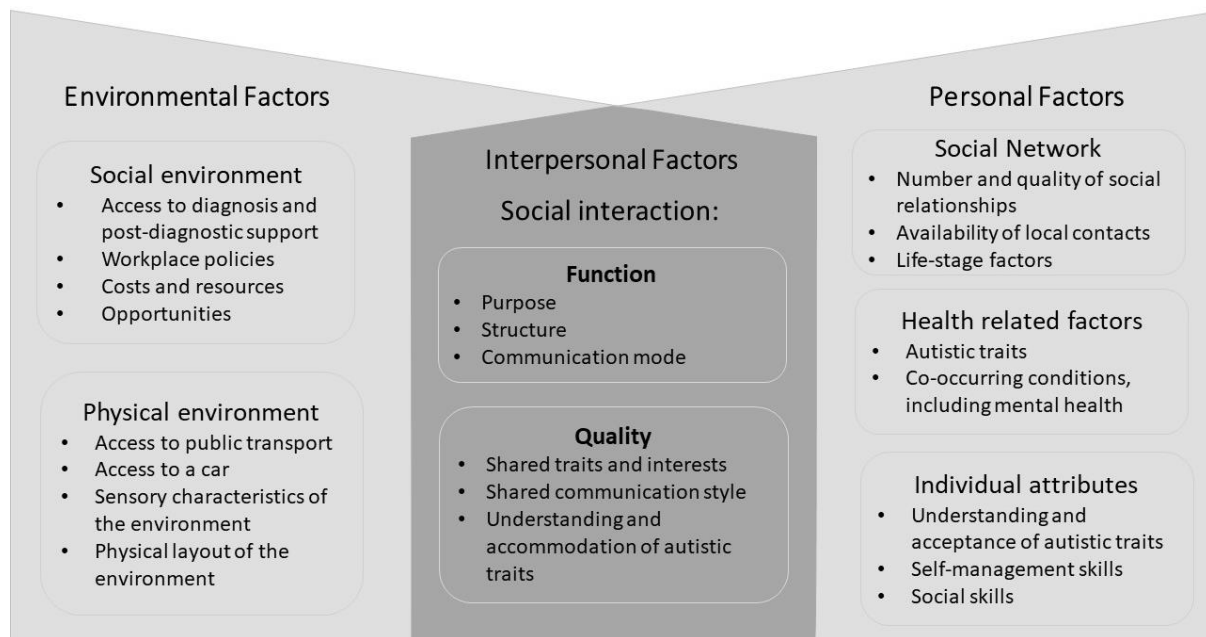 Environmental Factors
Social environment
• Access to diagnosis and
post-diagnostic support
• Workplace policies
• Costs and resources
• Opportunities
Physical environment
• Access to public transport
• Access to a car
• Sensory characteristics of
the environment
• Physical layout of the
environment
Interpersonal Factors
Social interaction:
Function
• Purpose
• Structure
• Communication mode
Quality
• Shared traits and interests
• Shared communication style
• Understanding and
accommodation of autistic
traits
Personal Factors
Social Network
• Number and quality of social
relationships
• Availability of local contacts
• Life-stage factors
Health related factors
• Autistic traits
• Co-occurring conditions,
including mental health
Individual attributes
• Understanding and
acceptance of autistic traits
• Self-management skills
• Social skills